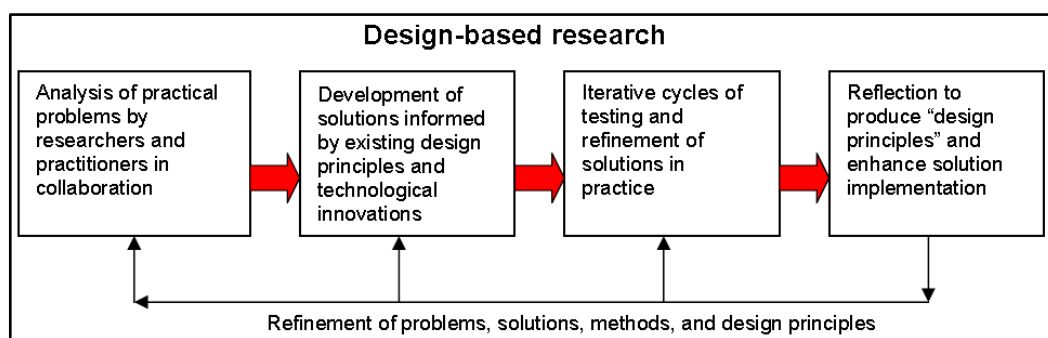 Design-based research
Analysis of practical
problems by
researchers and
practitioners in
collaboration
Development of
solutions informed
by existing design
principles and
technological
innovations
Iterative cycles of
testing and
refinement of
solutions in
practice
Reflection to
produce “design
principles” and
enhance solution
implementation
Refinement of problems, solutions, methods, and design principles